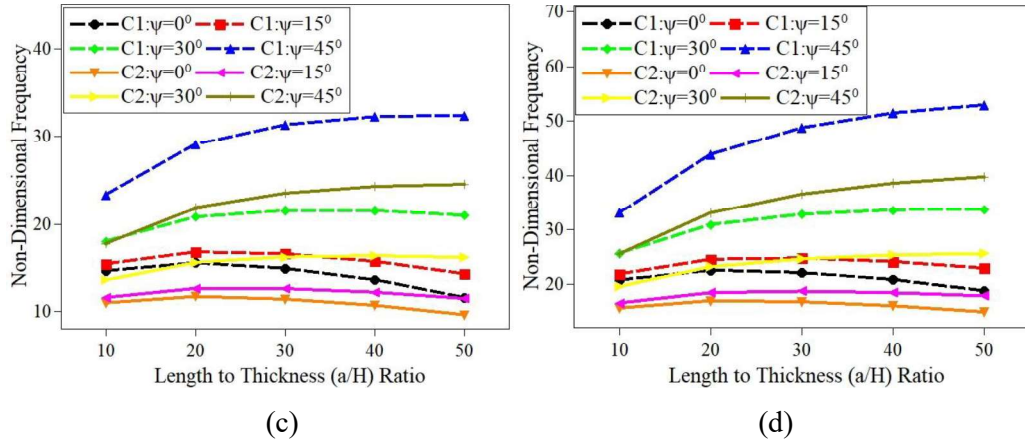 C1:ψ=0⁰ C1:ψ=15⁰
C1:ψ=30⁰ C1:ψ=45⁰
C2:ψ=0⁰ C2:ψ=15⁰
C2:ψ=30⁰ C2:ψ=45⁰
Non-Dimensional Frequency
40
30
20
10
10 20 30 40 50
Length to Thickness (a/H) Ratio
(c)
C1:ψ=0⁰ C1:ψ=15⁰
C1:ψ=30⁰ C1:ψ=45⁰
C2:ψ=0⁰ C2:ψ=15⁰
C2:ψ=30⁰ C2:ψ=45⁰
Non-Dimensional Frequency
70
60
50
40
30
20
10 20 30 40 50
Length to Thickness (a/H) Ratio
(d)